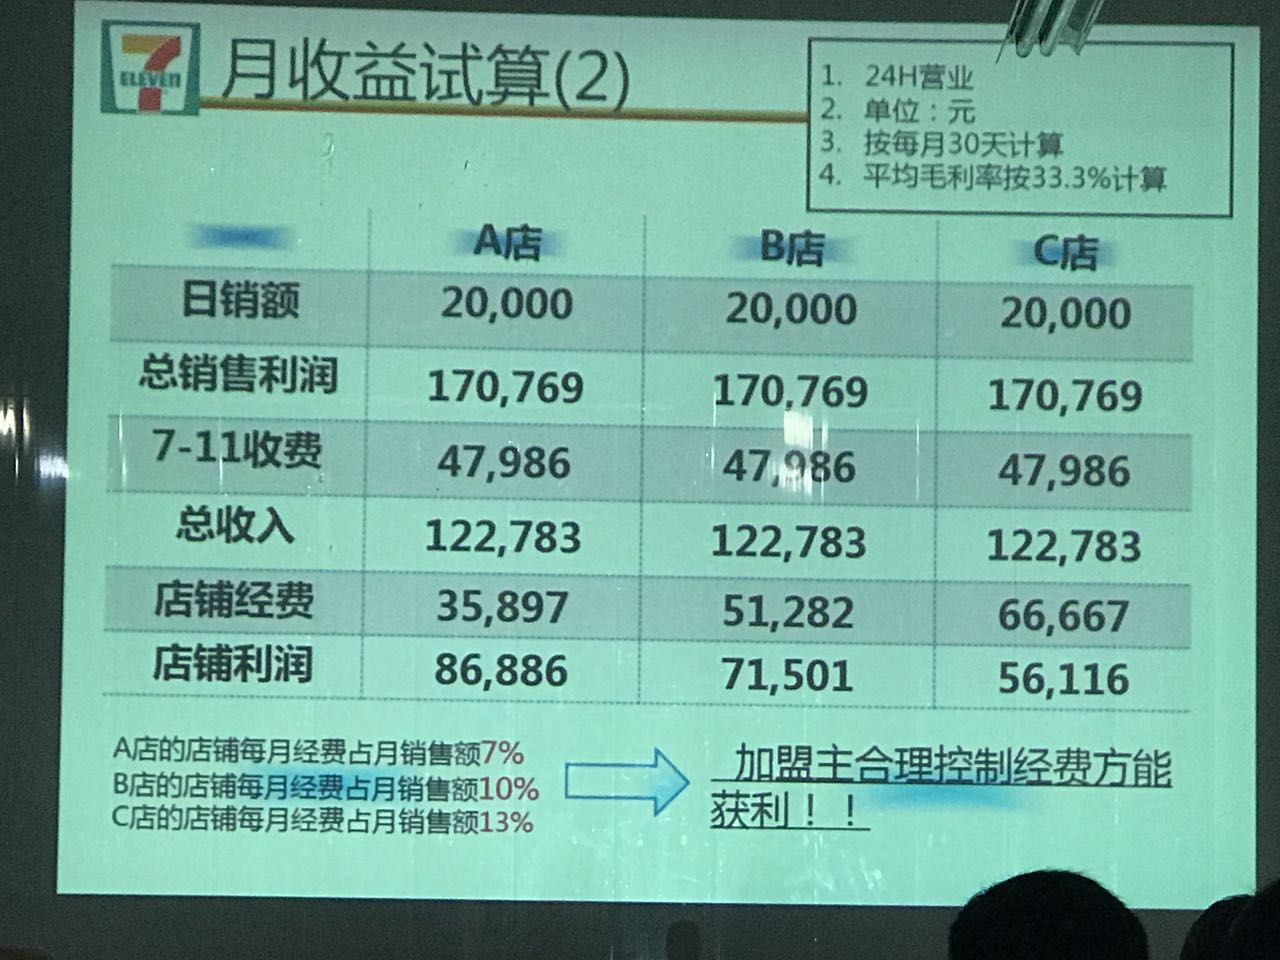 7
ELEVEN
月收益试算(2)
1. 24H营业
2. 单位：元
3. 按每月30天计算
4. 平均毛利率按33.3%计算
A店 B店 C店
日销额 20,000 20,000 20,000
总销售利润 170,769 170,769 170,769
7-11收费 47,986 47,986 47,986
总收入 122,783 122,783 122,783
店铺经费 35,897 51,282 66,667
店铺利润 86,886 71,501 56,116
A店的店铺每月经费占月销售额7%
B店的店铺每月经费占月销售额10%
C店的店铺每月经费占月销售额13%
加盟主合理控制经费方能
获利！！